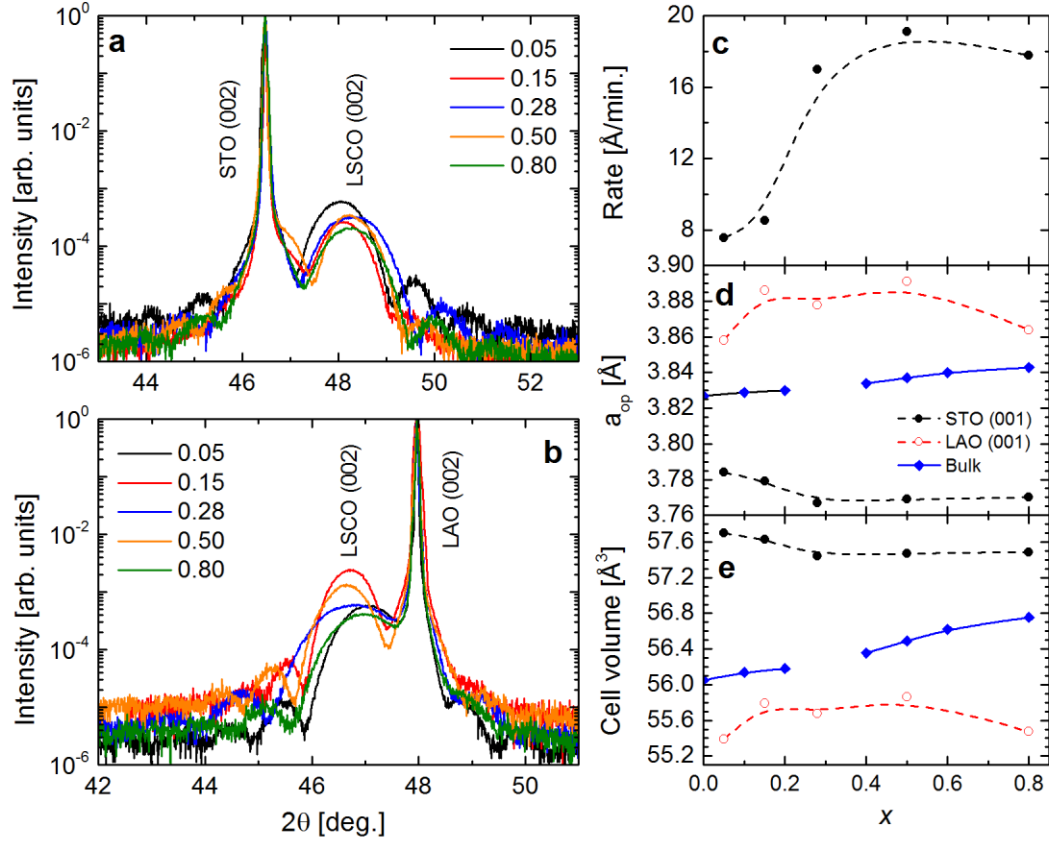 a
Intensity [arb. units]
10^0
10^-2
10^-4
10^-6
STO (002)
LSCO (002)
0.05
0.15
0.28
0.50
0.80
44 46 48 50 52
b
Intensity [arb. units]
10^0
10^-2
10^-4
10^-6
0.05
0.15
0.28
0.50
0.80
LSCO (002)
LAO (002)
42 44 46 48 50
2θ [deg.]
c
Rate [Å/min.]
20
16
12
8
d
a_op [Å]
3.90
3.88
3.86
3.84
3.82
3.80
3.78
3.76
STO (001)
LAO (001)
Bulk
e
Cell volume [Å^3]
57.6
56.8
56.4
56.0
55.6
55.2
0.0 0.2 0.4 0.6 0.8
x